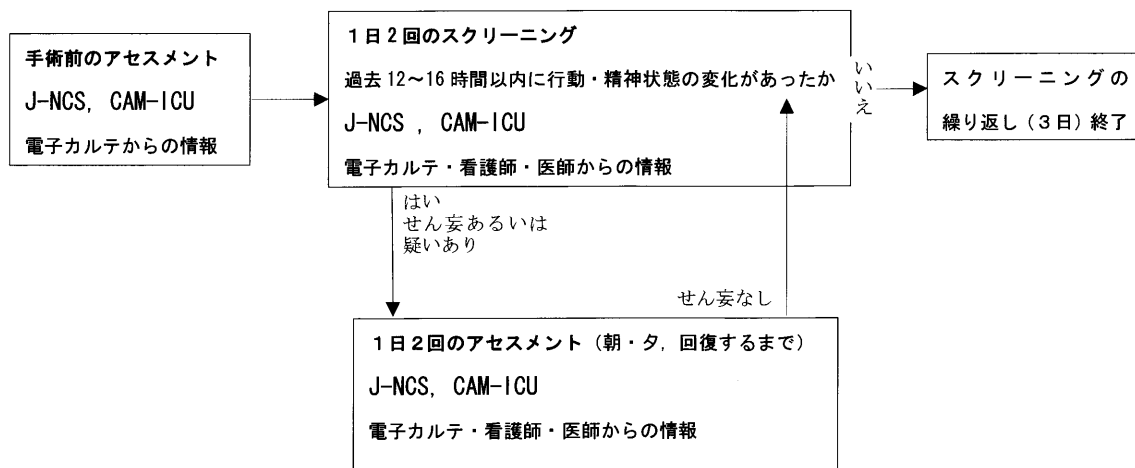 手術前のアセスメント
J-NCS, CAM-ICU
電子カルテからの情報
1日2回のスクリーニング
過去12～16時間以内に行動・精神状態の変化があったか
J-NCS , CAM-ICU
電子カルテ・看護師・医師からの情報
いいえ
スクリーニングの
繰り返し（3日）終了
はい
せん妄あるいは
疑いあり
せん妄なし
1日2回のアセスメント（朝・夕，回復するまで）
J-NCS, CAM-ICU
電子カルテ・看護師・医師からの情報